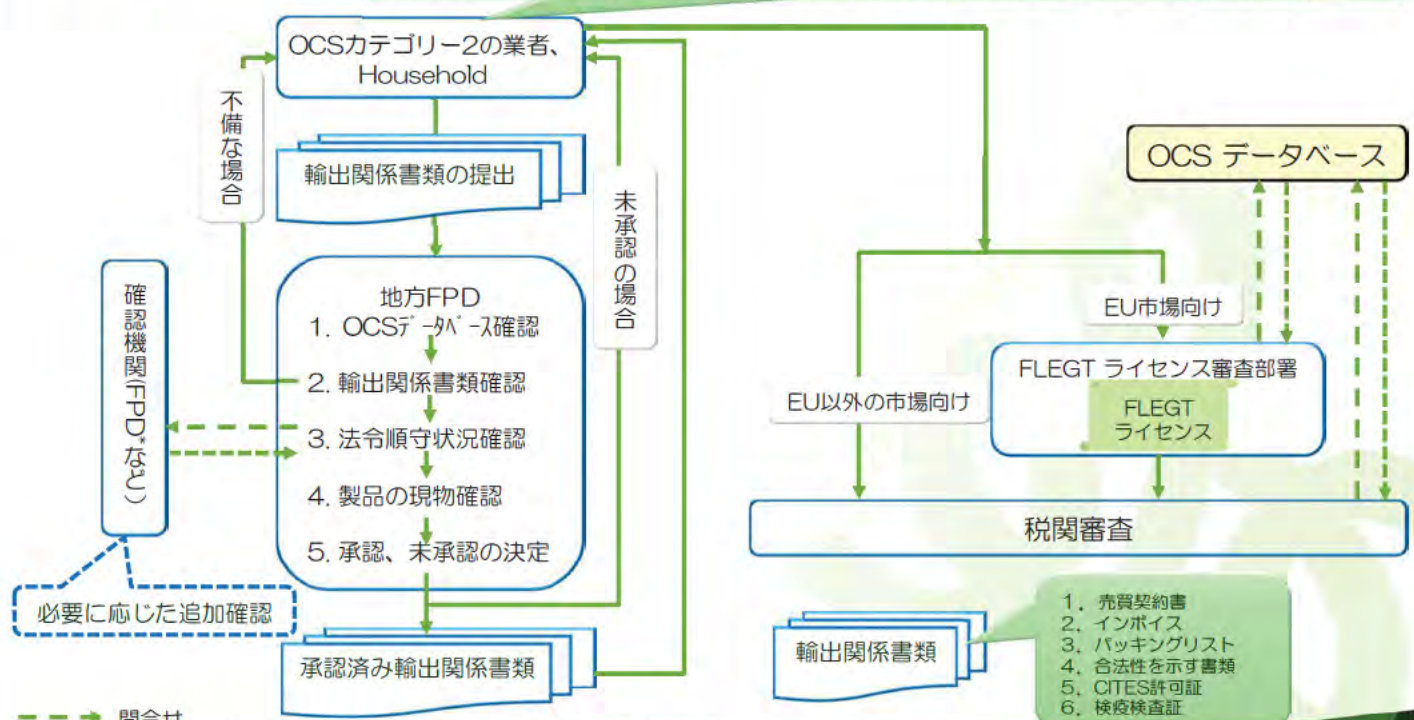 OCSカテゴリー2の業者、
Household
不備な場合
輸出関係書類の提出
未承認の場合
OCS データベース
確認機関(FPD*など)
地方FPD
1. OCSﾃﾞｰﾀﾍﾞｰｽ確認
2. 輸出関係書類確認
3. 法令順守状況確認
4. 製品の現物確認
5. 承認、未承認の決定
EU市場向け
EU以外の市場向け
FLEGT ライセンス審査部署
FLEGT
ライセンス
税関審査
必要に応じた追加確認
承認済み輸出関係書類
輸出関係書類
1. 売買契約書
2. インボイス
3. パッキングリスト
4. 合法性を示す書類
5. CITES許可証
6. 検疫検査証